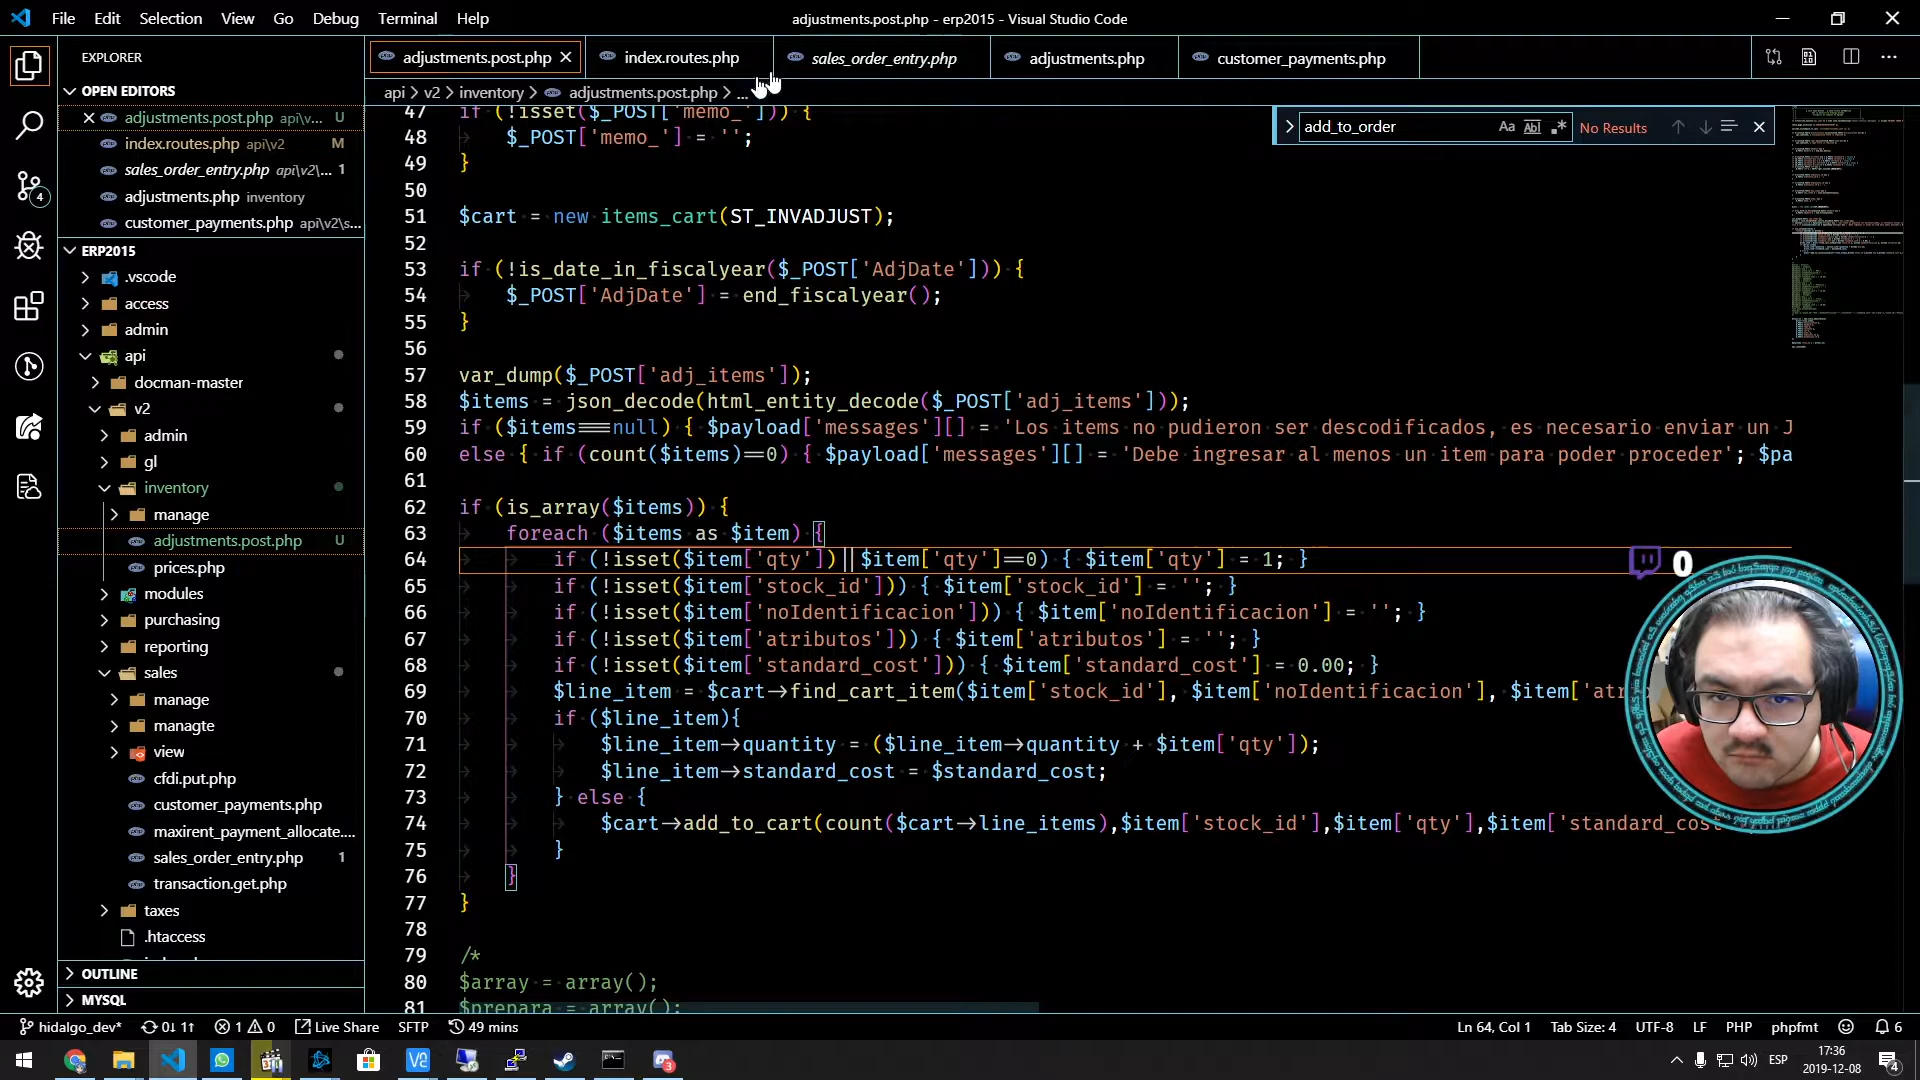 File Edit Selection View Go Debug Terminal Help
adjustments.post.php - erp2015 - Visual Studio Code
EXPLORER
OPEN EDITORS
adjustments.post.php api\v... U
index.routes.php api\v2 M
sales_order_entry.php api\v2\... 1
adjustments.php inventory
customer_payments.php api\v2\s...
ERP2015
.vscode
access
admin
api
docman-master
v2
admin
gl
inventory
manage
adjustments.post.php U
prices.php
modules
purchasing
reporting
sales
manage
managte
view
cfdi.put.php
customer_payments.php
maxirent_payment_allocate....
sales_order_entry.php 1
transaction.get.php
taxes
.htaccess
OUTLINE
MYSQL
4
adjustments.post.php
index.routes.php
sales_order_entry.php
adjustments.php
customer_payments.php
api > v2 > inventory > adjustments.post.php > ...
add_to_order
Aa Abl .*
No Results
47 if (!isset($_POST['memo_'])) {
48 $_POST['memo_'] = '';
49 }
50
51 $cart = new items_cart(ST_INVADJUST);
52
53 if (!is_date_in_fiscalyear($_POST['AdjDate'])) {
54 $_POST['AdjDate'] = end_fiscalyear();
55 }
56
57 var_dump($_POST['adj_items']);
58 $items = json_decode(html_entity_decode($_POST['adj_items']));
59 if ($items===null) { $payload['messages'][] = 'Los items no pudieron ser descodificados, es necesario enviar un J
60 else { if (count($items)==0) { $payload['messages'][] = 'Debe ingresar al menos un item para poder proceder'; $pa
61
62 if (is_array($items)) {
63 foreach ($items as $item) {
64 if (!isset($item['qty']) || $item['qty']==0) { $item['qty'] = 1; }
65 if (!isset($item['stock_id'])) { $item['stock_id'] = ''; }
66 if (!isset($item['noIdentificacion'])) { $item['noIdentificacion'] = ''; }
67 if (!isset($item['atributos'])) { $item['atributos'] = ''; }
68 if (!isset($item['standard_cost'])) { $item['standard_cost'] = 0.00; }
69 $line_item = $cart->find_cart_item($item['stock_id'], $item['noIdentificacion'], $item['atri
70 if ($line_item){
71 $line_item->quantity = ($line_item->quantity + $item['qty']);
72 $line_item->standard_cost = $standard_cost;
73 } else {
74 $cart->add_to_cart(count($cart->line_items),$item['stock_id'],$item['qty'],$item['standard_cost
75 }
76 }
77 }
78
79 /*
80 $array = array();
81 $prepara = array();
0
hidalgo_dev* 0↓ 1↑ 1 0 Live Share SFTP 49 mins
Ln 64, Col 1 Tab Size: 4 UTF-8 LF PHP phpfmt 6
ESP
17:36
2019-12-08
4
3